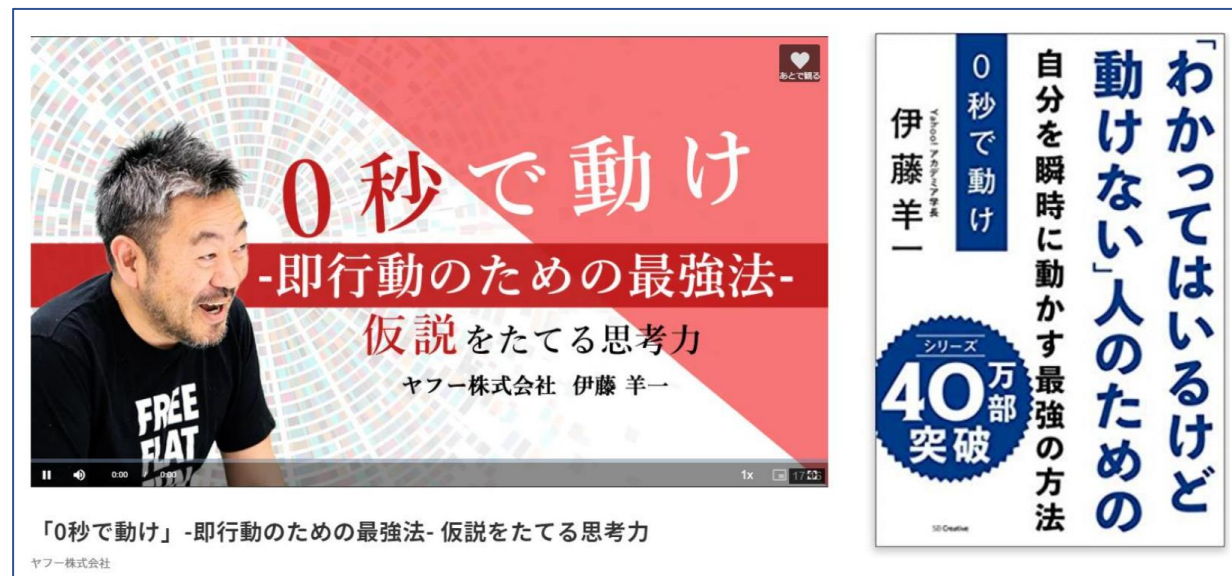 あとで観る
0秒で動け
-即行動のための最強法-
仮説をたてる思考力
ヤフー株式会社 伊藤 羊一
FREE
FLAT
0:00 / 0:00
1x
「0秒で動け」-即行動のための最強法- 仮説をたてる思考力
ヤフー株式会社
「わかってはいるけど
動けない」人のための
自分を瞬時に動かす最強の方法
0秒で動け
Yahoo!アカデミア学長
伊藤羊一
シリーズ
40万部
突破
SB Creative